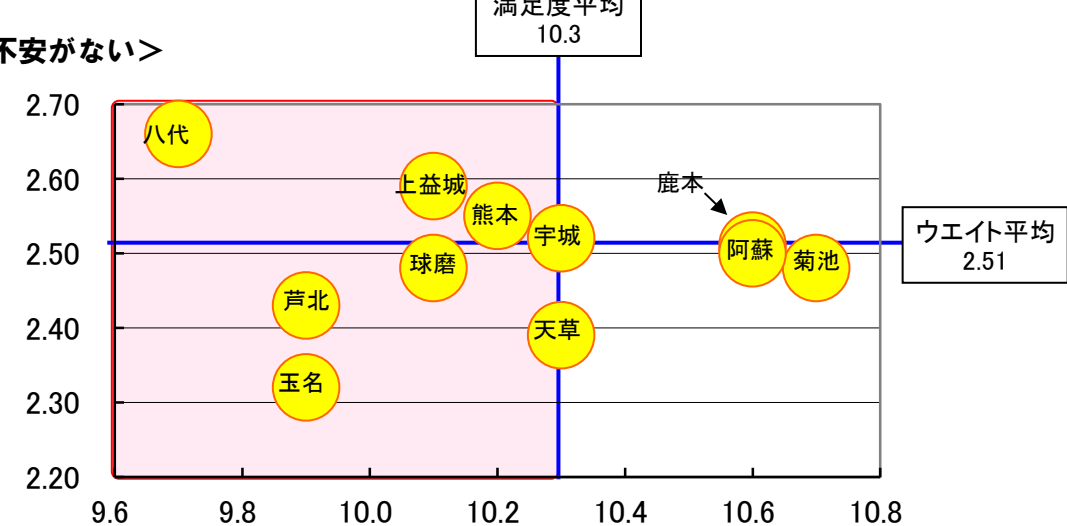 満足度平均
10.3
不安がない＞
2.70
八代
2.60
上益城
鹿本
熊本
宇城
ウエイト平均
2.51
2.50
球磨
阿蘇
菊池
芦北
2.40
天草
玉名
2.30
2.20
9.6
9.8
10.0
10.2
10.4
10.6
10.8